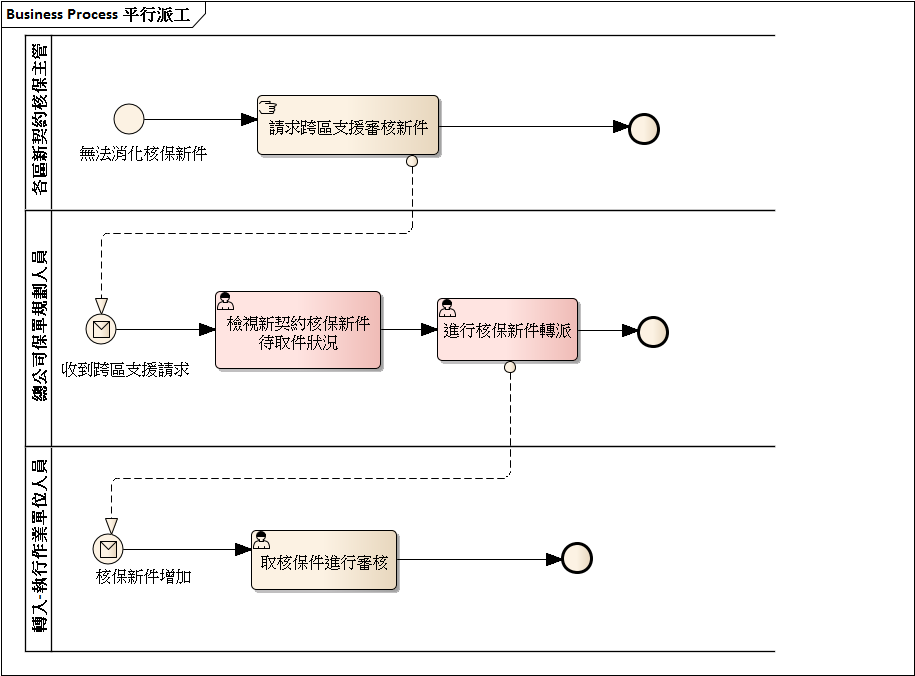 Business Process 平行派工
各區新契約核保主管
請求跨區支援審核新件
無法消化核保新件
總公司保單規劃人員
檢視新契約核保新件
待取件狀況
進行核保新件轉派
收到跨區支援請求
轉入-執行作業單位人員
取核保件進行審核
核保新件增加